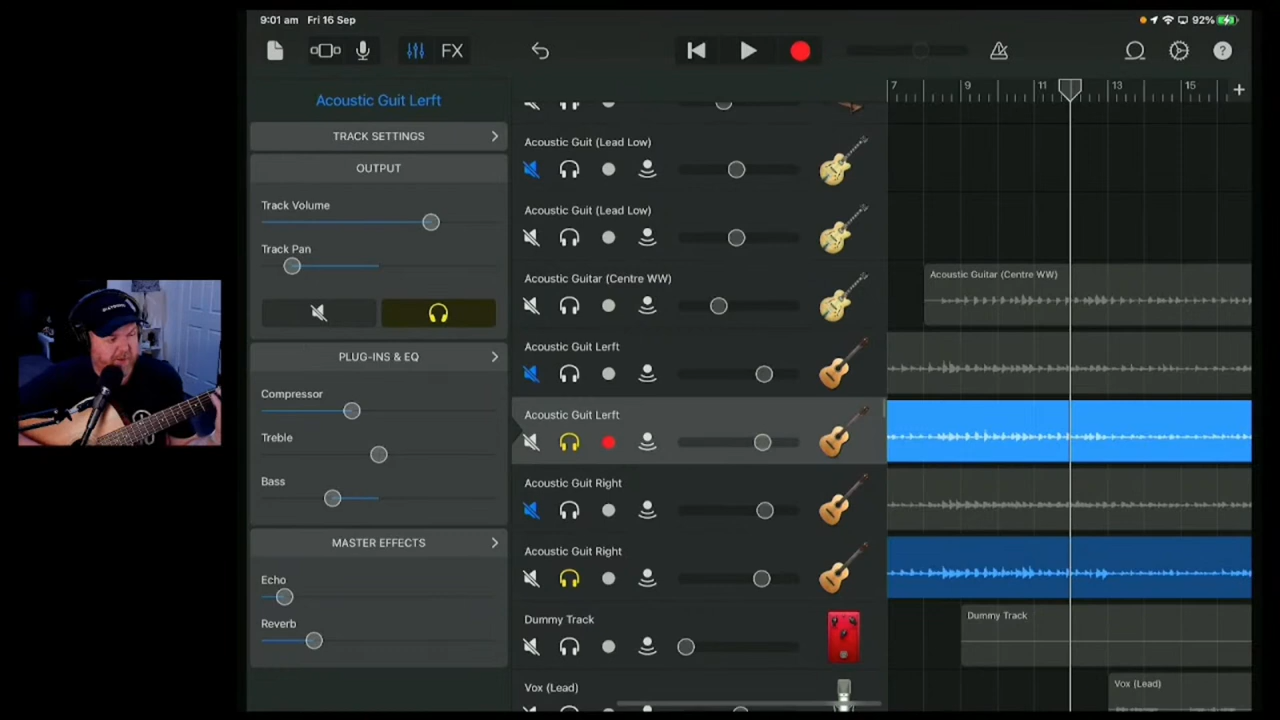 9:01 am Fri 16 Sep
92%
FX
?
7 9 11 13 15 +
Acoustic Guit Lerft
TRACK SETTINGS
OUTPUT
Track Volume
Track Pan
PLUG-INS & EQ
Compressor
Treble
Bass
MASTER EFFECTS
Echo
Reverb
Acoustic Guit (Lead Low)
Acoustic Guit (Lead Low)
Acoustic Guitar (Centre WW)
Acoustic Guit Lerft
Acoustic Guit Lerft
Acoustic Guit Right
Acoustic Guit Right
Dummy Track
Vox (Lead)
Acoustic Guitar (Centre WW)
Dummy Track
Vox (Lead)